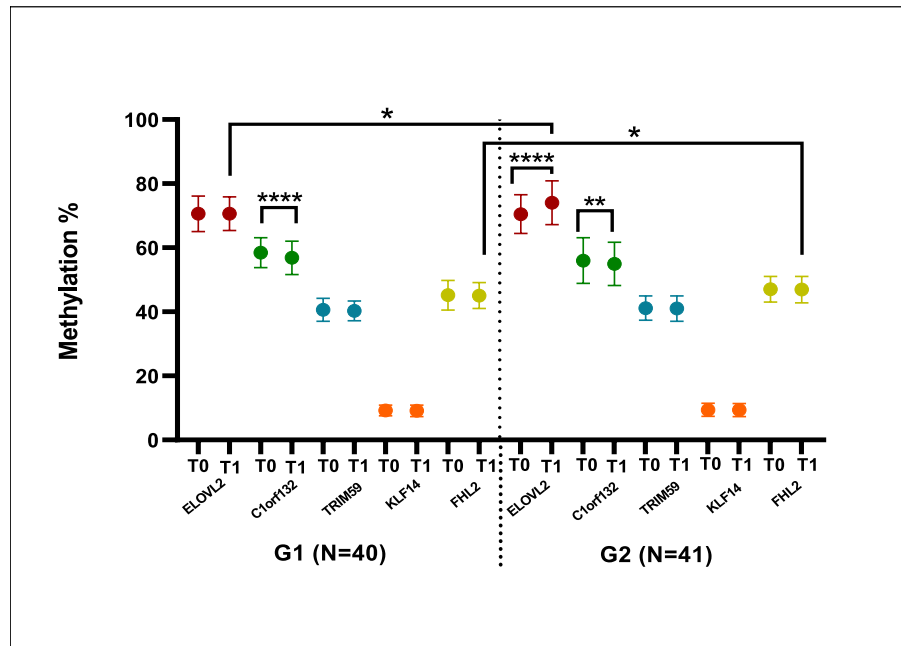 *
*
100
****
80
****
**
60
40
20
0
Methylation %
T0 T1 T0 T1 T0 T1 T0 T1 T0 T1 T0 T1 T0 T1 T0 T1 T0 T1 T0 T1
ELOVL2 C1orf132 TRIM59 KLF14 FHL2 ELOVL2 C1orf132 TRIM59 KLF14 FHL2
G1 (N=40) G2 (N=41)